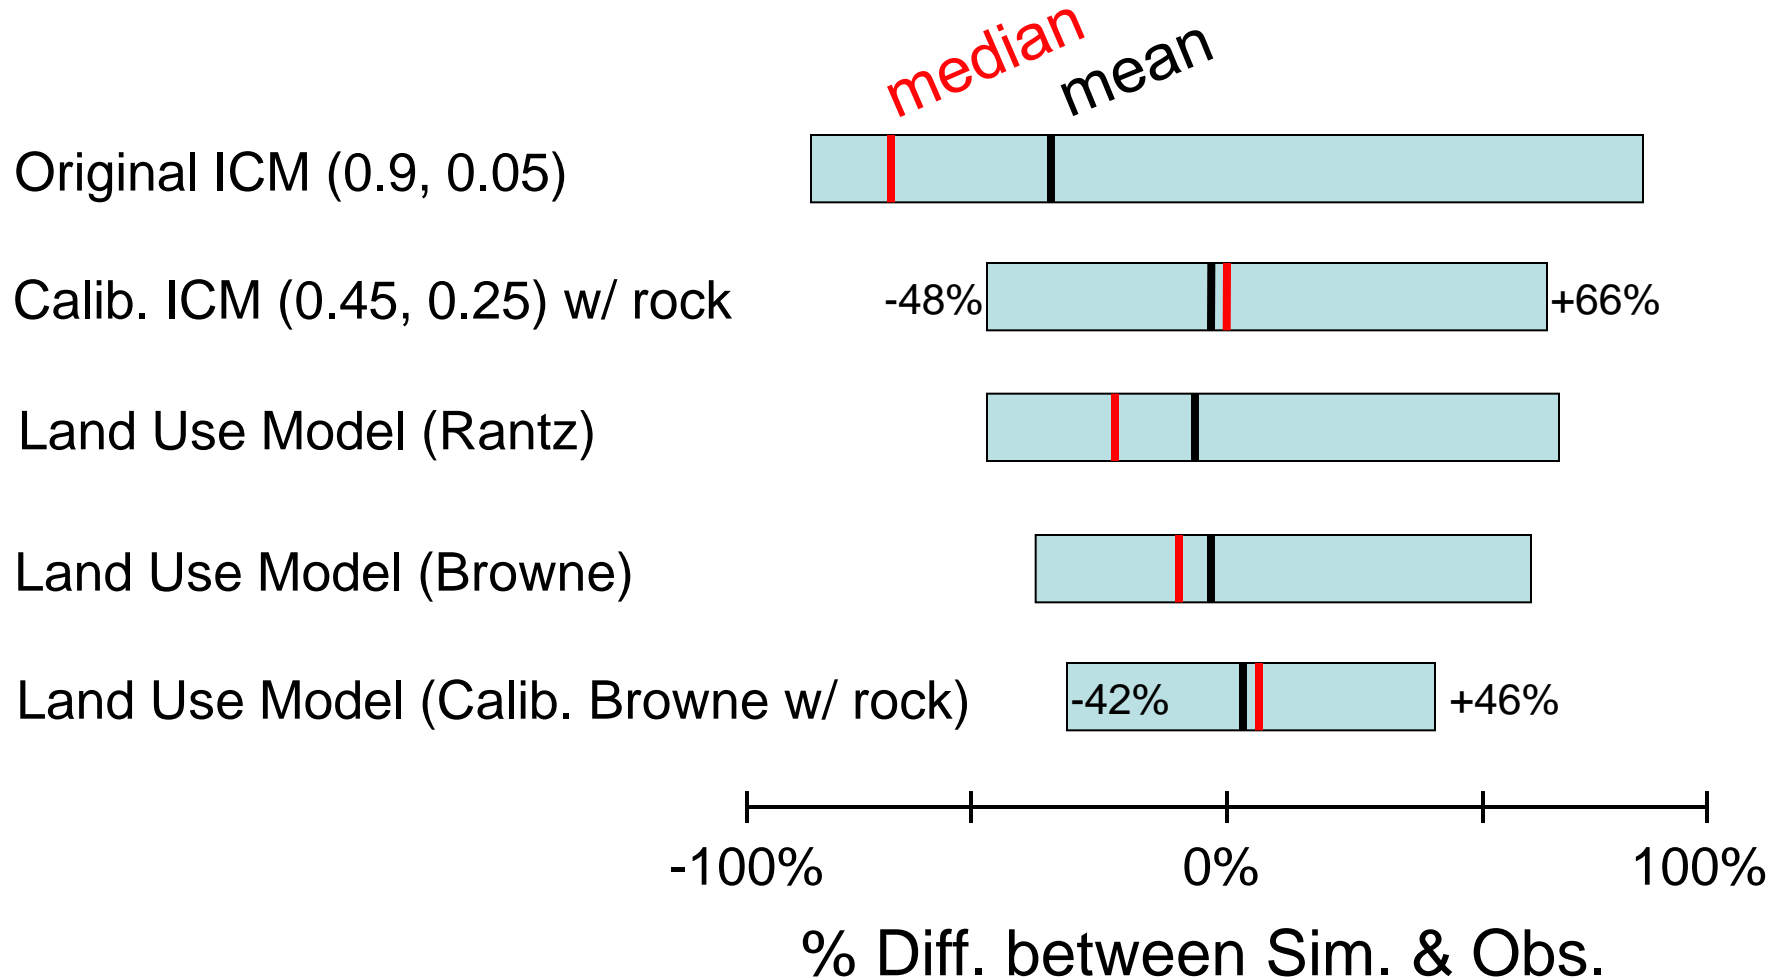 median
mean
Original ICM (0.9, 0.05)
Calib. ICM (0.45, 0.25) w/ rock
-48%
+66%
Land Use Model (Rantz)
Land Use Model (Browne)
Land Use Model (Calib. Browne w/ rock)
-42%
+46%
-100%
0%
100%
% Diff. between Sim. & Obs.